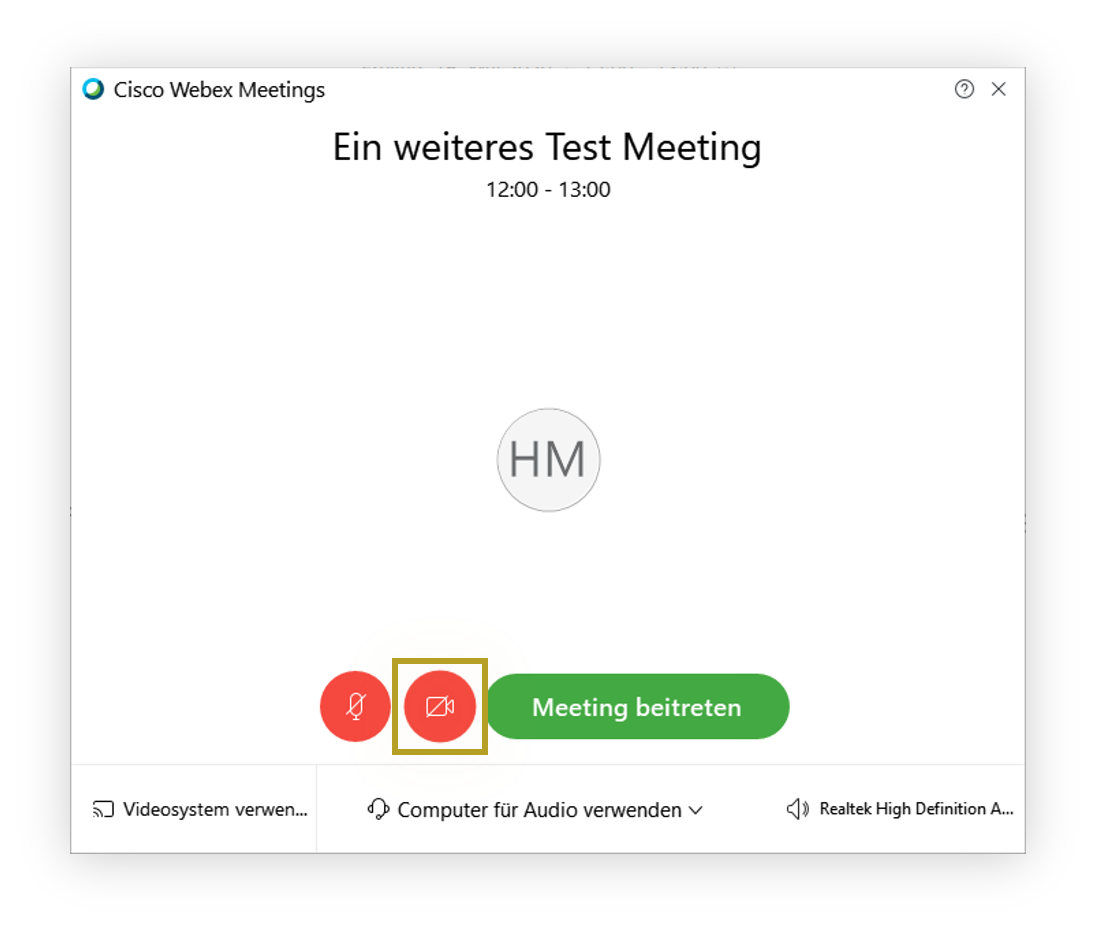 Cisco Webex Meetings
Ein weiteres Test Meeting
12:00 - 13:00
HM
Meeting beitreten
Videosystem verwen...
Computer für Audio verwenden
Realtek High Definition A...